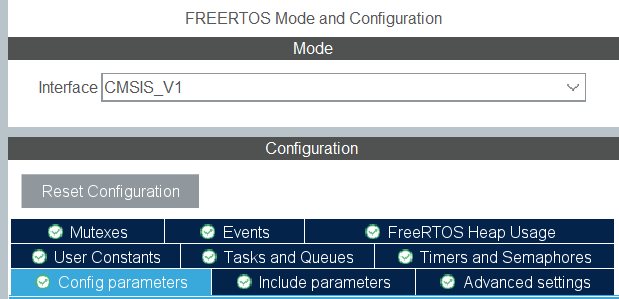 FREERTOS Mode and Configuration
Mode
Interface CMSIS_V1
Configuration
Reset Configuration
Mutexes Events FreeRTOS Heap Usage
User Constants Tasks and Queues Timers and Semaphores
Config parameters Include parameters Advanced settings